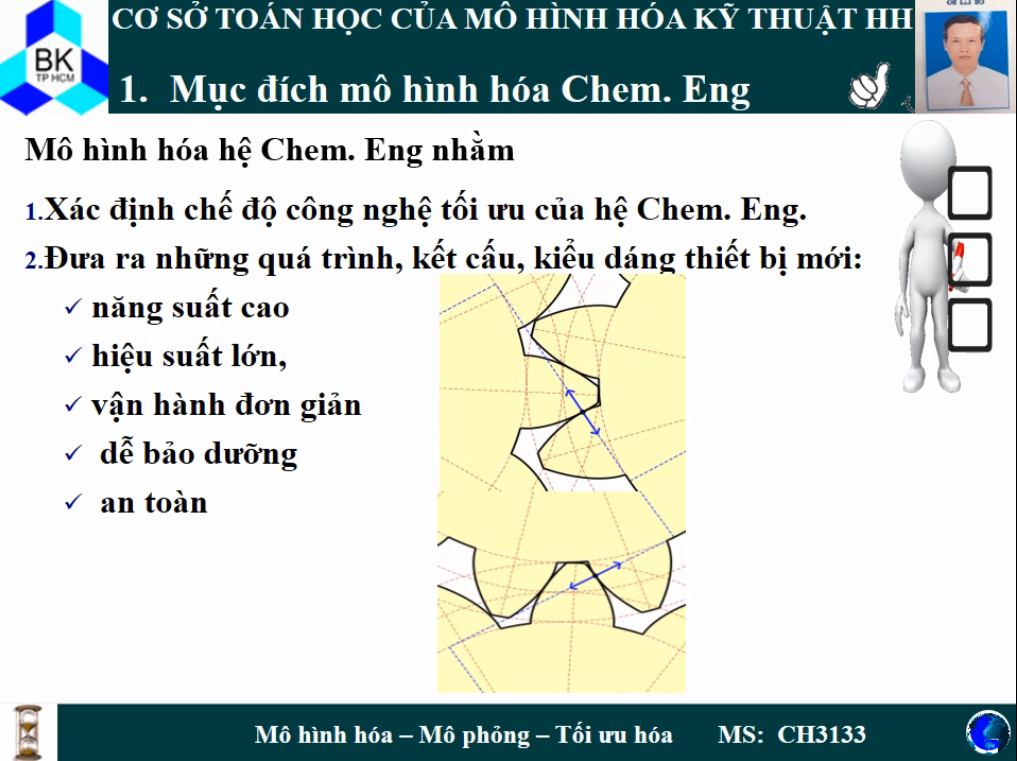 CƠ SỞ TOÁN HỌC CỦA MÔ HÌNH HÓA KỸ THUẬT HH
BK
TP HCM
1. Mục đích mô hình hóa Chem. Eng
Mô hình hóa hệ Chem. Eng nhằm
1.Xác định chế độ công nghệ tối ưu của hệ Chem. Eng.
2.Đưa ra những quá trình, kết cấu, kiểu dáng thiết bị mới:
✓ năng suất cao
✓ hiệu suất lớn,
✓ vận hành đơn giản
✓ dễ bảo dưỡng
✓ an toàn
Mô hình hóa – Mô phỏng – Tối ưu hóa MS: CH3133